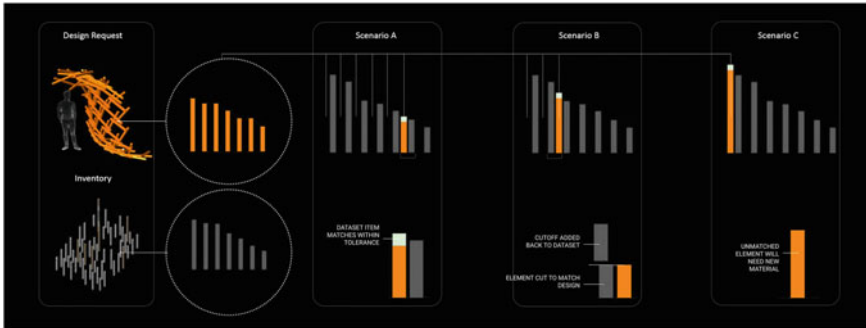 Design Request
Inventory
Scenario A
DATASET ITEM
MATCHES WITHIN
TOLERANCE
Scenario B
CUTOFF ADDED
BACK TO DATASET
ELEMENT CUT TO MATCH
DESIGN
Scenario C
UNMATCHED
ELEMENT WILL
NEED NEW
MATERIAL